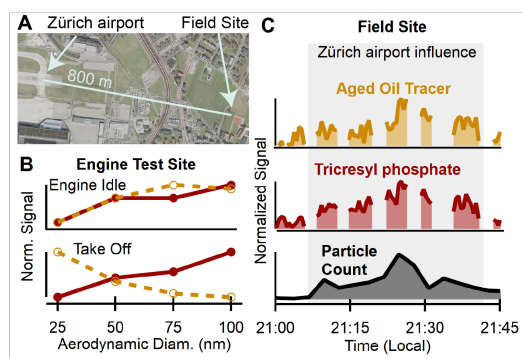 A
Zürich airport
Field Site
800 m
B
Engine Test Site
Engine Idle
Take Off
Norm. Signal
25
50
75
100
Aerodynamic Diam. (nm)
C
Field Site
Zürich airport influence
Aged Oil Tracer
Tricresyl phosphate
Particle
Count
Normalized Signal
21:00
21:15
21:30
21:45
Time (Local)